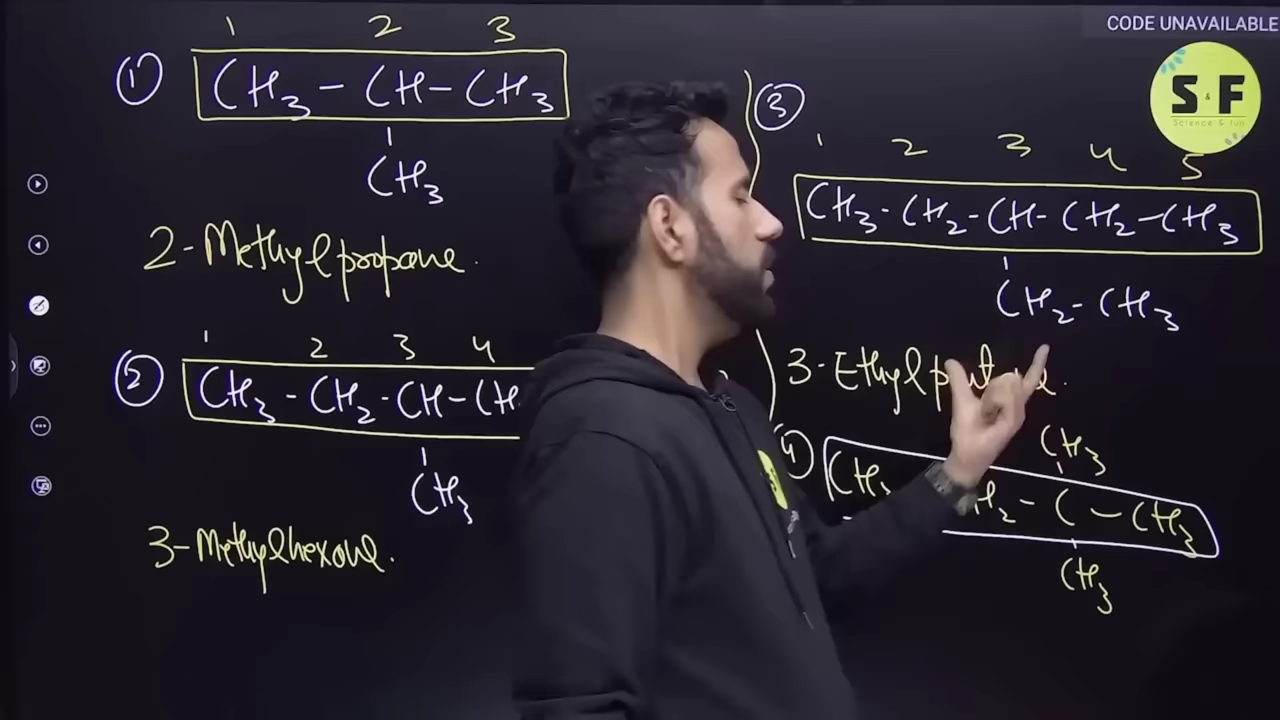 CODE UNAVAILABLE
S&F
Science & fun
① 1 2 3
CH₃ – CH – CH₃
CH₃
2-Methylpropane.
② 1 2 3 4
CH₃ – CH₂ – CH – CH
CH₃
3-Methylhexane.
③
1 2 3 4 5
CH₃ – CH₂ – CH – CH₂ – CH₃
CH₂ – CH₃
3-Ethyl
④ CH₃
CH₃ H₂ – C – CH₃
CH₃